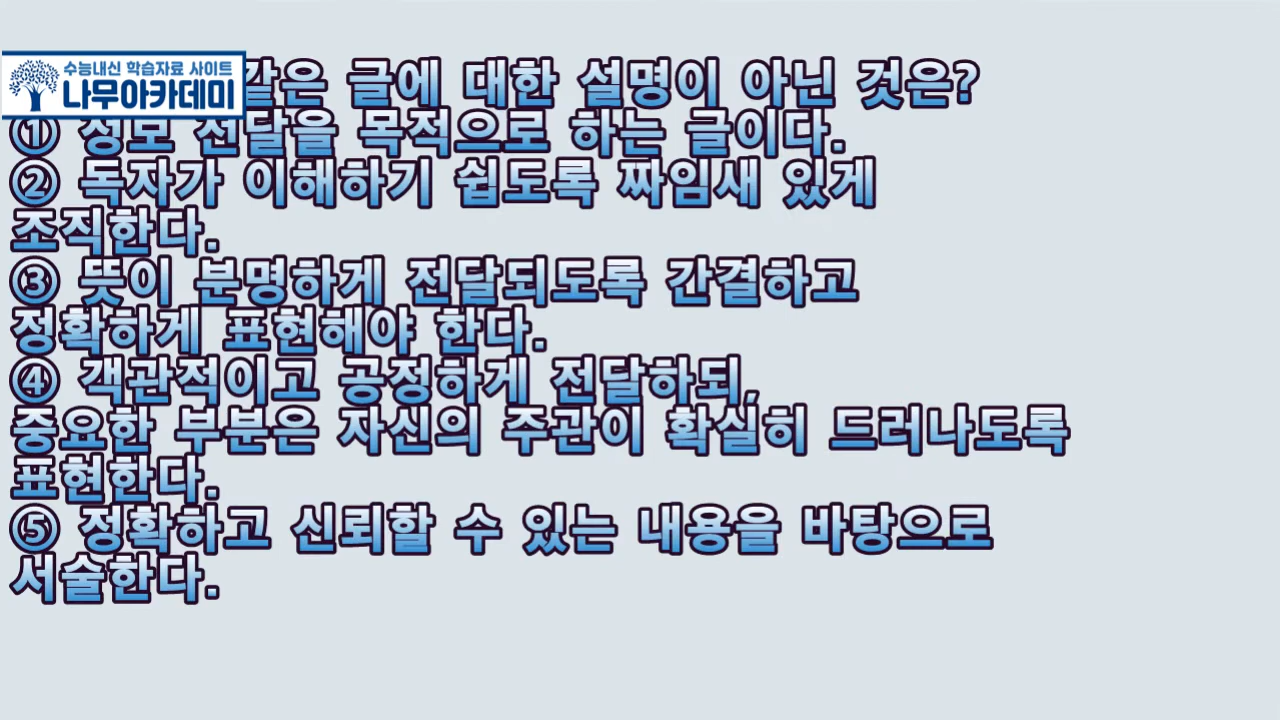 수능내신 학습자료 사이트
나무아카데미
같은 글에 대한 설명이 아닌 것은?
① 정보 전달을 목적으로 하는 글이다.
② 독자가 이해하기 쉽도록 짜임새 있게
조직한다.
③ 뜻이 분명하게 전달되도록 간결하고
정확하게 표현해야 한다.
④ 객관적이고 공정하게 전달하되,
중요한 부분은 자신의 주관이 확실히 드러나도록
표현한다.
⑤ 정확하고 신뢰할 수 있는 내용을 바탕으로
서술한다.